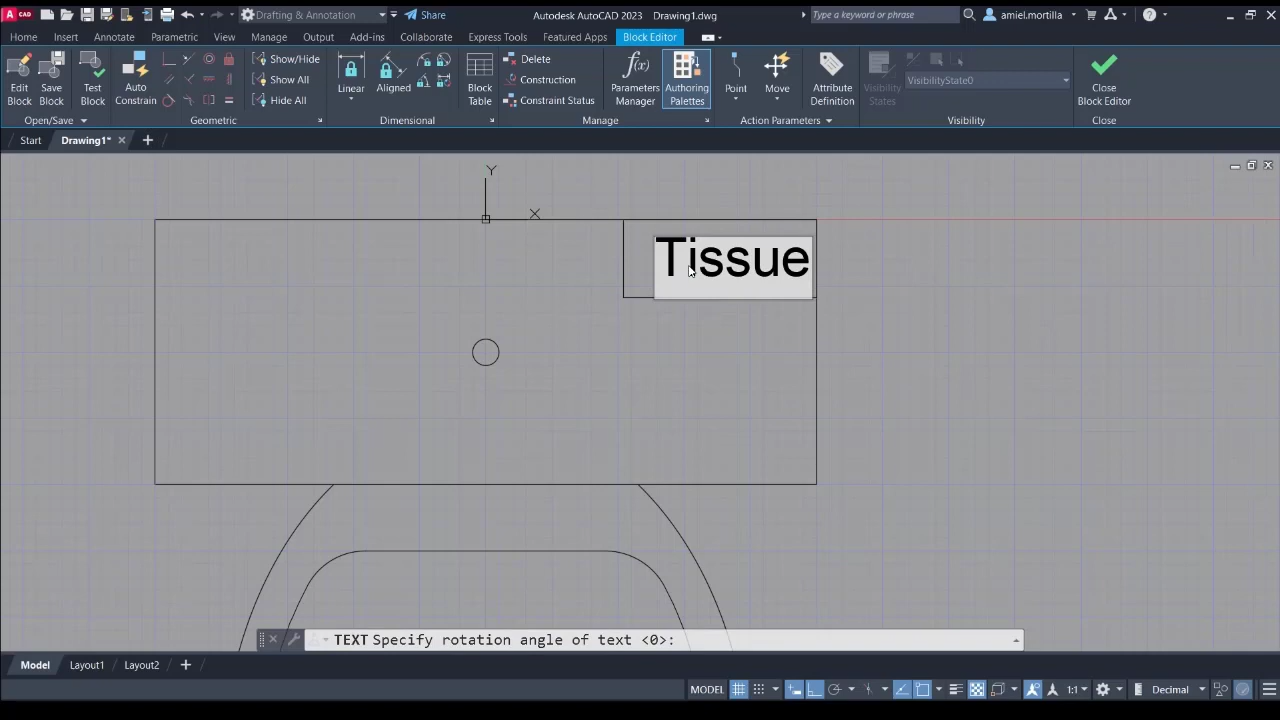 CAD
Drafting & Annotation
Share
Autodesk AutoCAD 2023 Drawing1.dwg
Type a keyword or phrase
amiel.mortilla
Home Insert Annotate Parametric View Manage Output Add-ins Collaborate Express Tools Featured Apps Block Editor
Edit Block
Save Block
Test Block
Auto Constrain
Show/Hide
Show All
Hide All
Linear
Aligned
Block Table
Delete
Construction
Constraint Status
Parameters Manager
Authoring Palettes
Point
Move
Attribute Definition
Visibility States
VisibilityState0
Close Block Editor
Open/Save Geometric Dimensional Manage Action Parameters Visibility Close
Start Drawing1*
Y
X
Tissue
TEXT Specify rotation angle of text <0>:
Model Layout1 Layout2
MODEL 1:1 Decimal